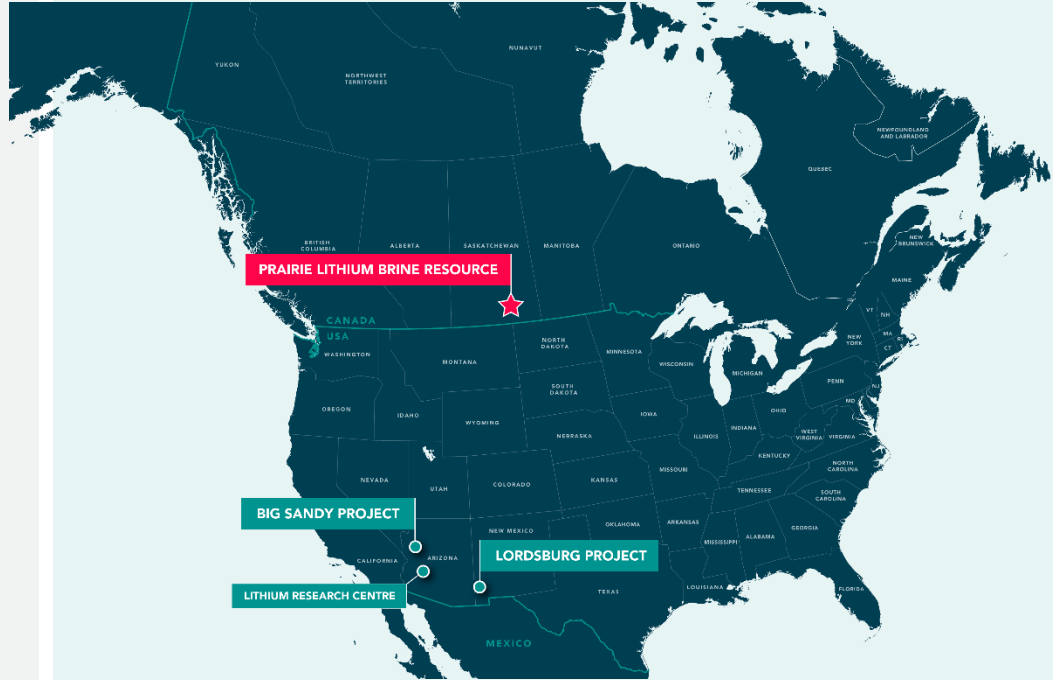 NUNAVUT
YUKON
NORTHWEST
TERRITORIES
NEWFOUNDLAND
AND LABRADOR
QUEBEC
BRITISH
COLUMBIA
ALBERTA
SASKATCHEWAN
MANITOBA
ONTARIO
NEW
BRUNSWICK
PRAIRIE LITHIUM BRINE RESOURCE
MAINE
CANADA
USA
WASHINGTON
MONTANA
NORTH
DAKOTA
MINNESOTA
VT
NH
NEW
YORK
MA
RI
CT
WISCONSIN
MICHIGAN
SOUTH
DAKOTA
OREGON
IDAHO
WYOMING
PENN
NJ
MD
IOWA
NEBRASKA
ILLINOIS
INDIANA
OHIO
WEST
VIRGINIA
VIRGINIA
KENTUCKY
NEVADA
UTAH
COLORADO
KANSAS
MISSOURI
NORTH
CAROLINA
TENNESSEE
SOUTH
CAROLINA
BIG SANDY PROJECT
NEW MEXICO
OKLAHOMA
ARKANSAS
MISSISSIPPI
ALABAMA
GEORGIA
CALIFORNIA
ARIZONA
LORDSBURG PROJECT
LITHIUM RESEARCH CENTRE
TEXAS
LOUISIANA
FLORIDA
MEXICO